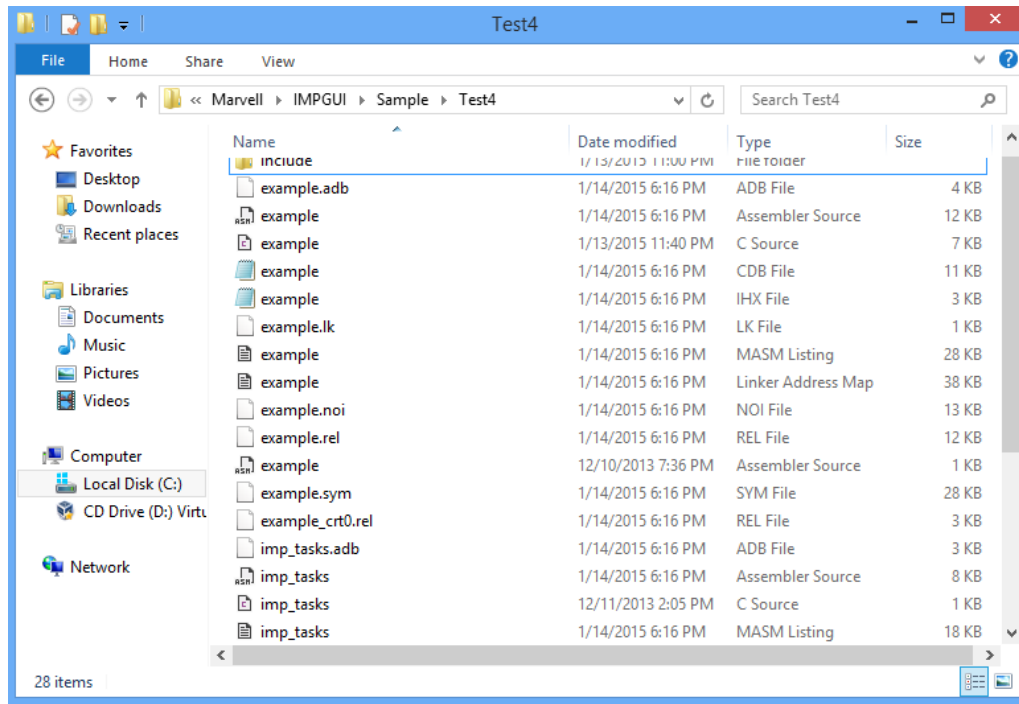 Test4
File Home Share View
« Marvell IMPGUI Sample Test4 Search Test4
Name Date modified Type Size
include 1/13/2015 11:00 PM File folder
example.adb 1/14/2015 6:16 PM ADB File 4 KB
ASM example 1/14/2015 6:16 PM Assembler Source 12 KB
c example 1/13/2015 11:40 PM C Source 7 KB
example 1/14/2015 6:16 PM CDB File 11 KB
example 1/14/2015 6:16 PM IHX File 3 KB
example.lk 1/14/2015 6:16 PM LK File 1 KB
example 1/14/2015 6:16 PM MASM Listing 28 KB
example 1/14/2015 6:16 PM Linker Address Map 38 KB
example.noi 1/14/2015 6:16 PM NOI File 13 KB
example.rel 1/14/2015 6:16 PM REL File 12 KB
ASM example 12/10/2013 7:36 PM Assembler Source 1 KB
example.sym 1/14/2015 6:16 PM SYM File 28 KB
example_crt0.rel 1/14/2015 6:16 PM REL File 3 KB
imp_tasks.adb 1/14/2015 6:16 PM ADB File 3 KB
ASM imp_tasks 1/14/2015 6:16 PM Assembler Source 8 KB
c imp_tasks 12/11/2013 2:05 PM C Source 1 KB
imp_tasks 1/14/2015 6:16 PM MASM Listing 18 KB
Favorites
Desktop
Downloads
Recent places
Libraries
Documents
Music
Pictures
Videos
Computer
Local Disk (C:)
CD Drive (D:) Virtu
Network
28 items